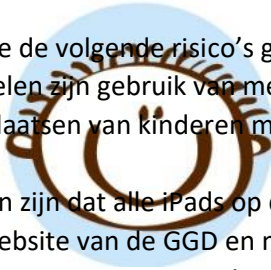 e de volgende risico's g
elen zijn gebruik van me
laatsen van kinderen m
n zijn dat alle iPads op
ebsite van de GGD en